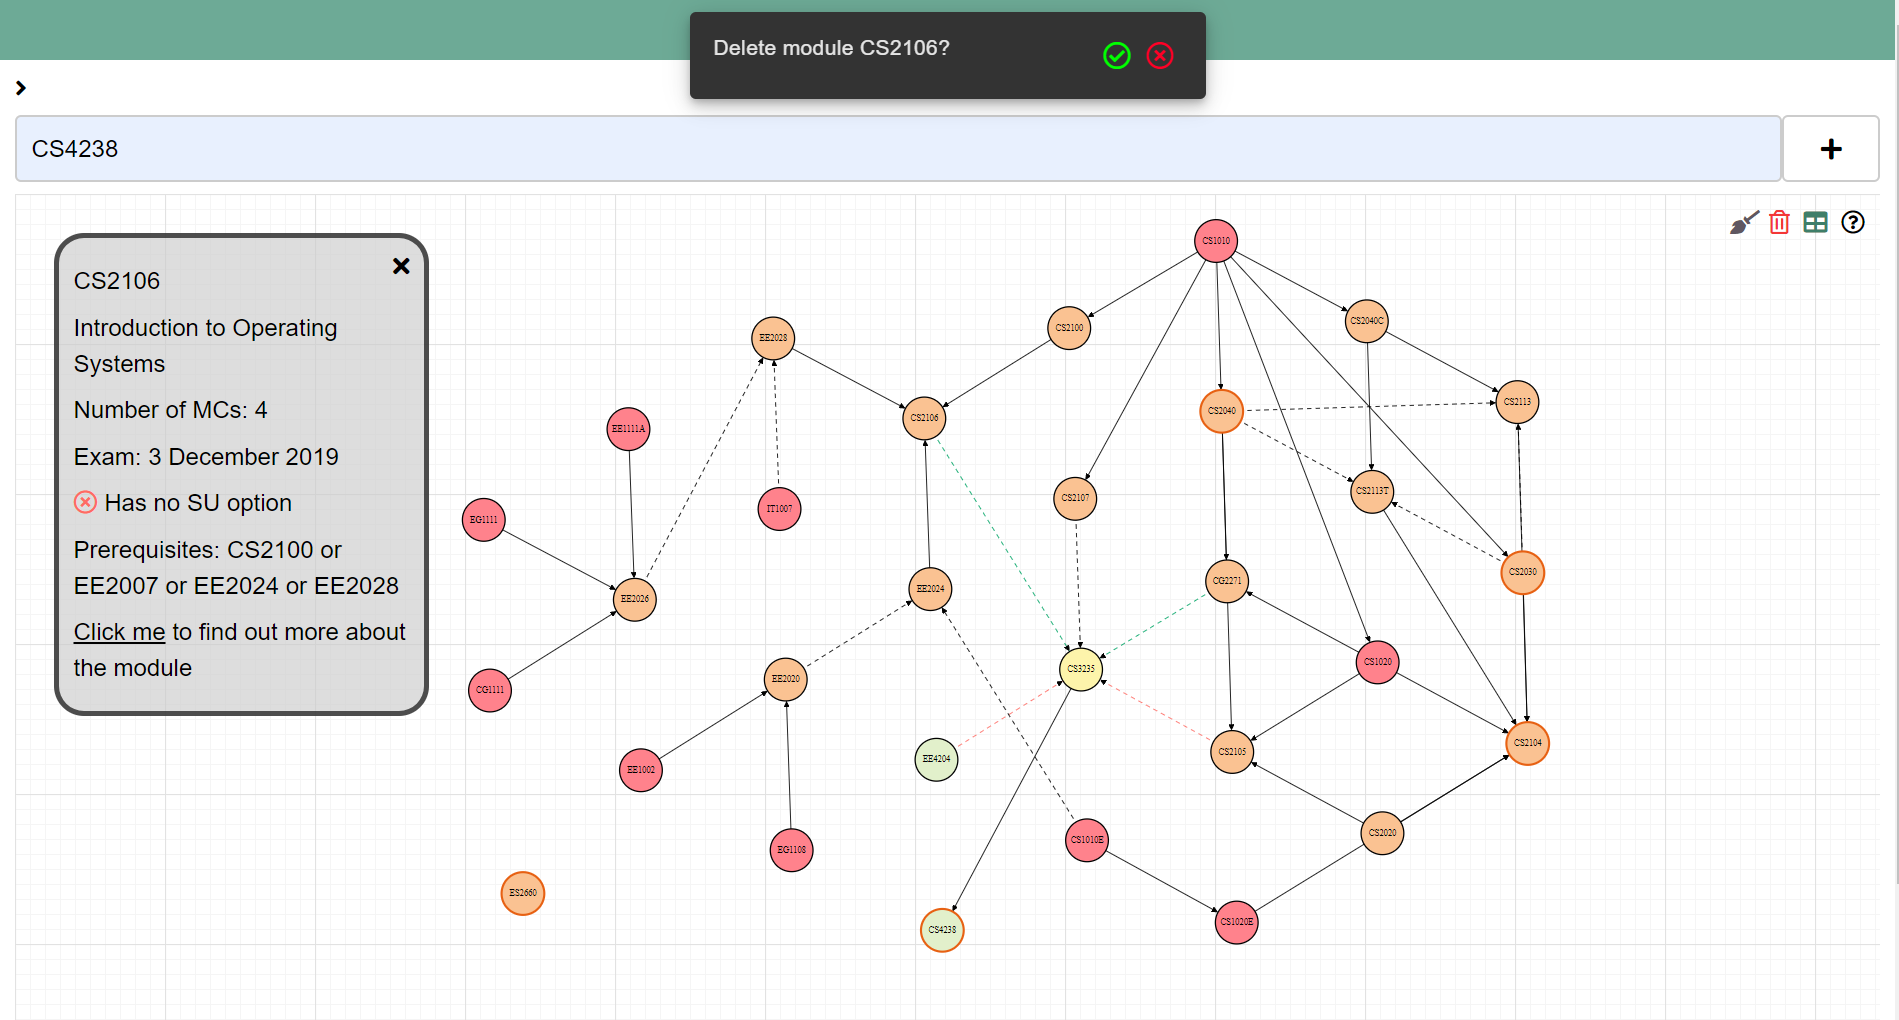 Delete module CS2106?
CS4238
CS2106
Introduction to Operating
Systems
Number of MCs: 4
Exam: 3 December 2019
Has no SU option
Prerequisites: CS2100 or
EE2007 or EE2024 or EE2028
Click me to find out more about
the module
CS1010
CS2040C
CS2100
EE2028
CS2113
CS2040
CS2106
EE1111A
CS2113T
CS2107
IT1007
EG1111
CS2030
CG2271
EE2024
EE2026
CS1020
CS3235
EE2020
CG1111
CS2104
CS2105
EE4204
EE1002
CS2020
CS1010E
EG1108
ES2660
CS1020E
CS4238